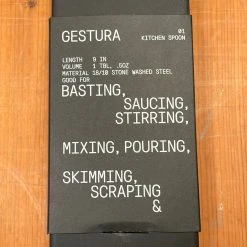 GESTURA
01
KITCHEN SPOON
LENGTH 9 IN
VOLUME 1 TBL, .5OZ
MATERIAL 18/10 STONE WASHED STEEL
GOOD FOR
BASTING,
SAUCING,
STIRRING,
MIXING, POURING,
SKIMMING,
SCRAPING
&